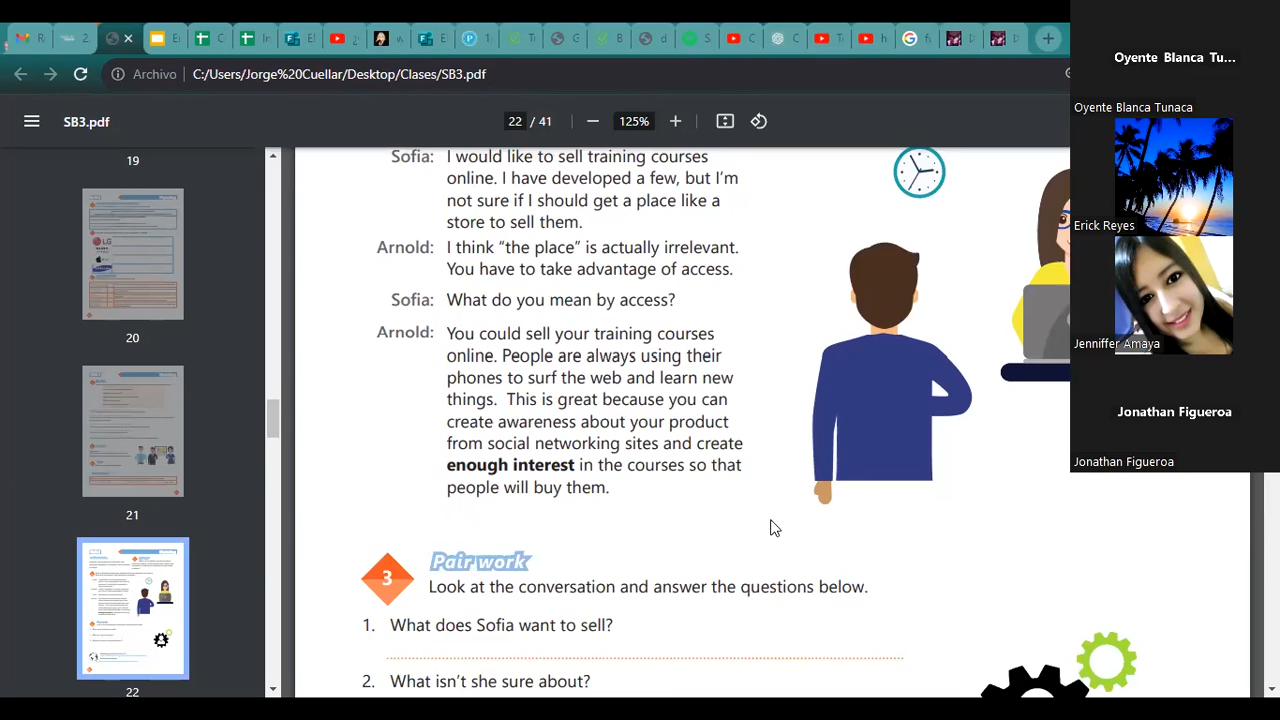 Archivo
C:/Users/Jorge%20Cuellar/Desktop/Clases/SB3.pdf
SB3.pdf
22 / 41
125%
19
20
21
22
Sofia: I would like to sell training courses
online. I have developed a few, but I'm
not sure if I should get a place like a
store to sell them.
Arnold: I think “the place” is actually irrelevant.
You have to take advantage of access.
Sofia: What do you mean by access?
Arnold: You could sell your training courses
online. People are always using their
phones to surf the web and learn new
things. This is great because you can
create awareness about your product
from social networking sites and create
enough interest in the courses so that
people will buy them.
3
Pair work
Look at the conversation and answer the questions below.
1. What does Sofia want to sell?
2. What isn't she sure about?
Oyente Blanca Tu...
Oyente Blanca Tunaca
Erick Reyes
Jenniffer Amaya
Jonathan Figueroa
Jonathan Figueroa